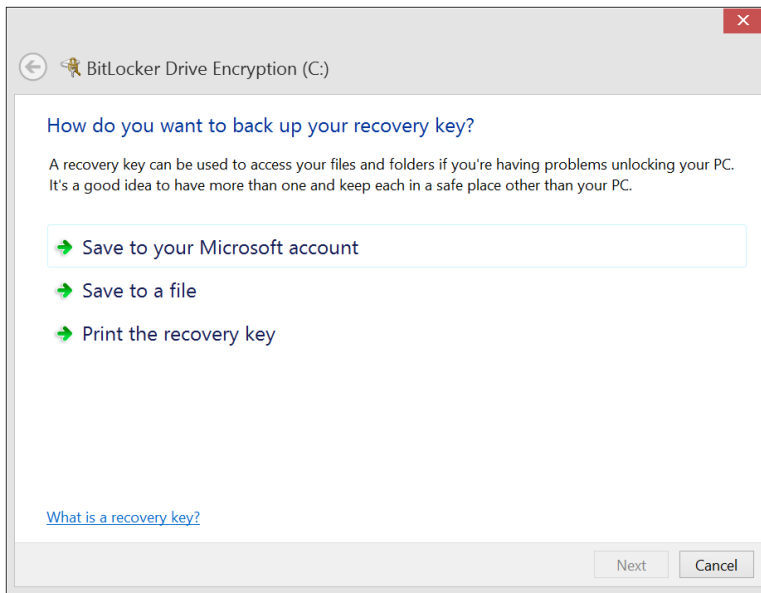 BitLocker Drive Encryption (C:)
How do you want to back up your recovery key?
A recovery key can be used to access your files and folders if you're having problems unlocking your PC.
It's a good idea to have more than one and keep each in a safe place other than your PC.
Save to your Microsoft account
Save to a file
Print the recovery key
What is a recovery key?
Next
Cancel